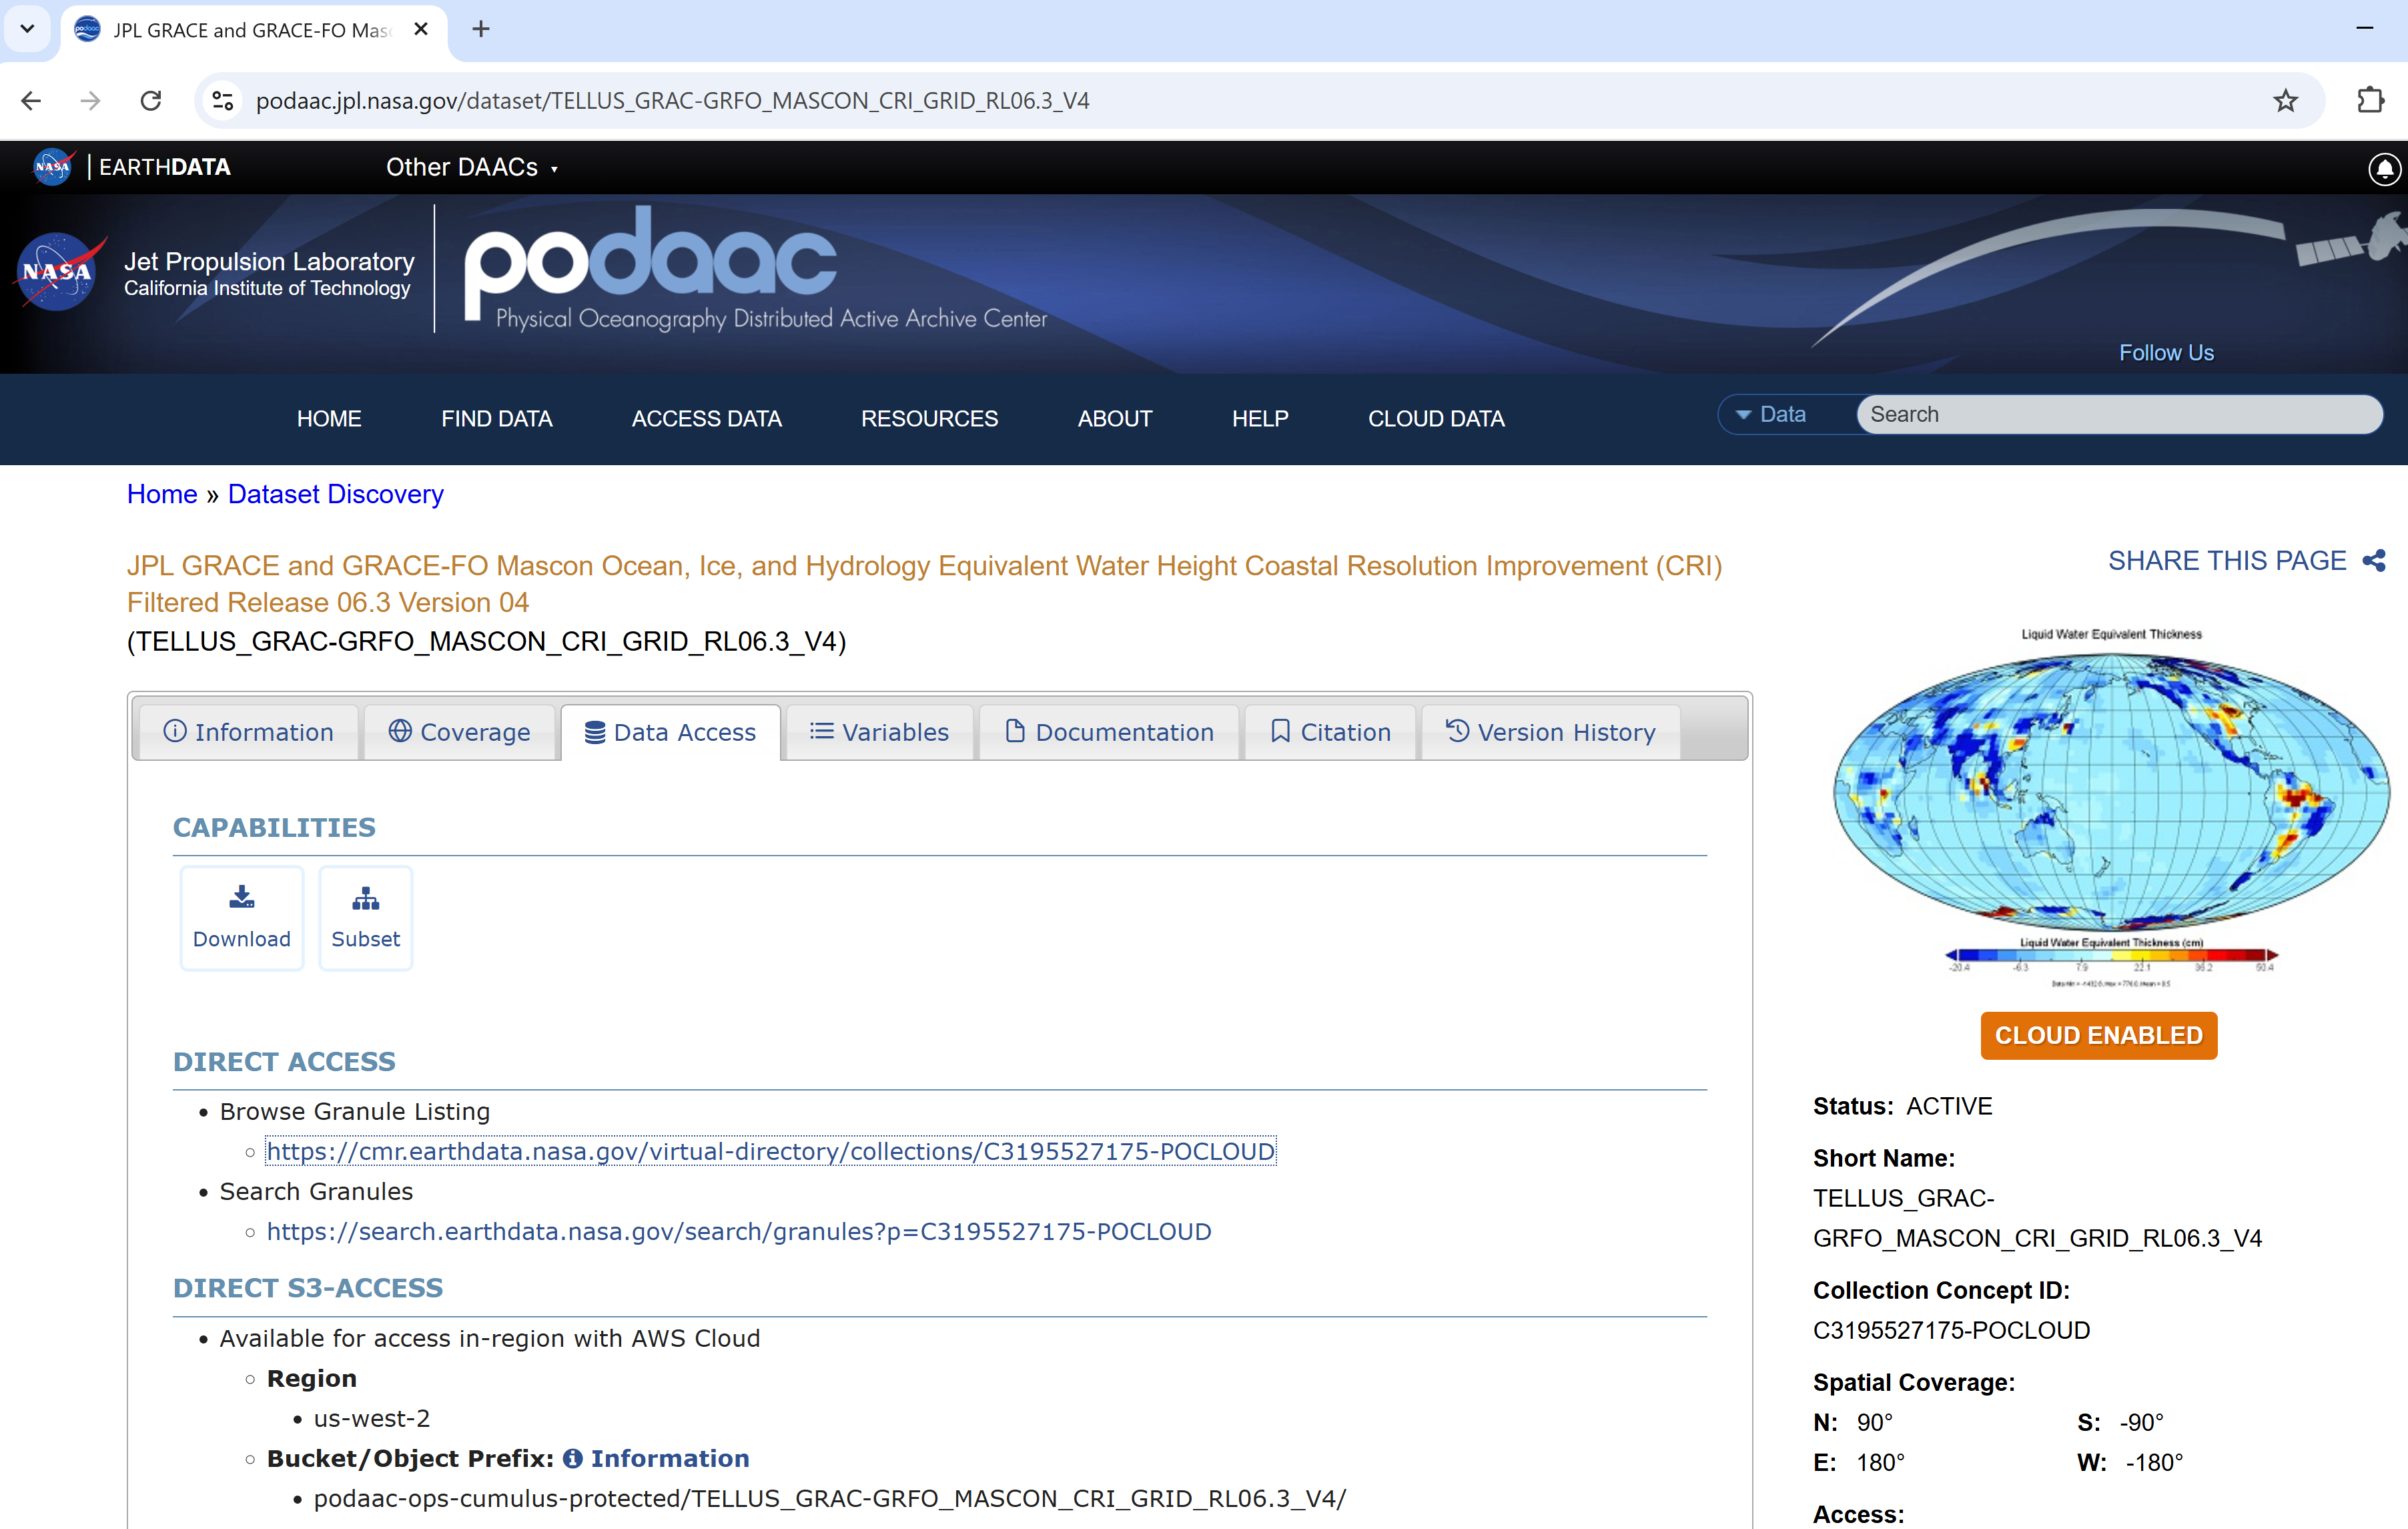 JPL GRACE and GRACE-FO Masc
podaac.jpl.nasa.gov/dataset/TELLUS_GRAC-GRFO_MASCON_CRI_GRID_RL06.3_V4
NASA | EARTHDATA
Other DAACs
NASA
Jet Propulsion Laboratory
California Institute of Technology
podaac
Physical Oceanography Distributed Active Archive Center
Follow Us
HOME FIND DATA ACCESS DATA RESOURCES ABOUT HELP CLOUD DATA
Data Search
Home » Dataset Discovery
JPL GRACE and GRACE-FO Mascon Ocean, Ice, and Hydrology Equivalent Water Height Coastal Resolution Improvement (CRI)
Filtered Release 06.3 Version 04
(TELLUS_GRAC-GRFO_MASCON_CRI_GRID_RL06.3_V4)
SHARE THIS PAGE
Information Coverage Data Access Variables Documentation Citation Version History
CAPABILITIES
Download Subset
DIRECT ACCESS
• Browse Granule Listing
◦ https://cmr.earthdata.nasa.gov/virtual-directory/collections/C3195527175-POCLOUD
• Search Granules
◦ https://search.earthdata.nasa.gov/search/granules?p=C3195527175-POCLOUD
DIRECT S3-ACCESS
• Available for access in-region with AWS Cloud
◦ Region
• us-west-2
◦ Bucket/Object Prefix: Information
• podaac-ops-cumulus-protected/TELLUS_GRAC-GRFO_MASCON_CRI_GRID_RL06.3_V4/
Liquid Water Equivalent Thickness
Liquid Water Equivalent Thickness (cm)
-20.4 -6.3 7.9 22.1 36.2 50.4
CLOUD ENABLED
Status: ACTIVE
Short Name:
TELLUS_GRAC-
GRFO_MASCON_CRI_GRID_RL06.3_V4
Collection Concept ID:
C3195527175-POCLOUD
Spatial Coverage:
N: 90° S: -90°
E: 180° W: -180°
Access: